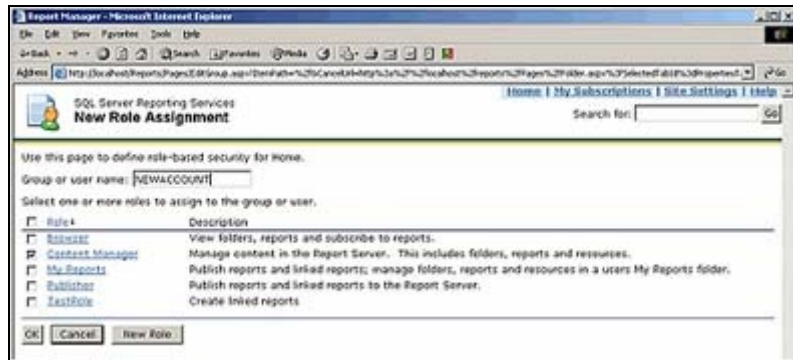 Report Manager - Microsoft Internet Explorer
File Edit View Favorites Tools Help
Back Search Favorites Media
Address Go
SQL Server Reporting Services
New Role Assignment
Home | My Subscriptions | Site Settings | Help
Search for: Go
Use this page to define role-based security for Home.
Group or user name: NEWACCOUNT
Select one or more roles to assign to the group or user.
Role Description
Browser View folders, reports and subscribe to reports.
Content Manager Manage content in the Report Server. This includes folders, reports and resources.
My Reports Publish reports and linked reports; manage folders, reports and resources in a users My Reports folder.
Publisher Publish reports and linked reports to the Report Server.
TestRole Create linked reports
OK Cancel New Role